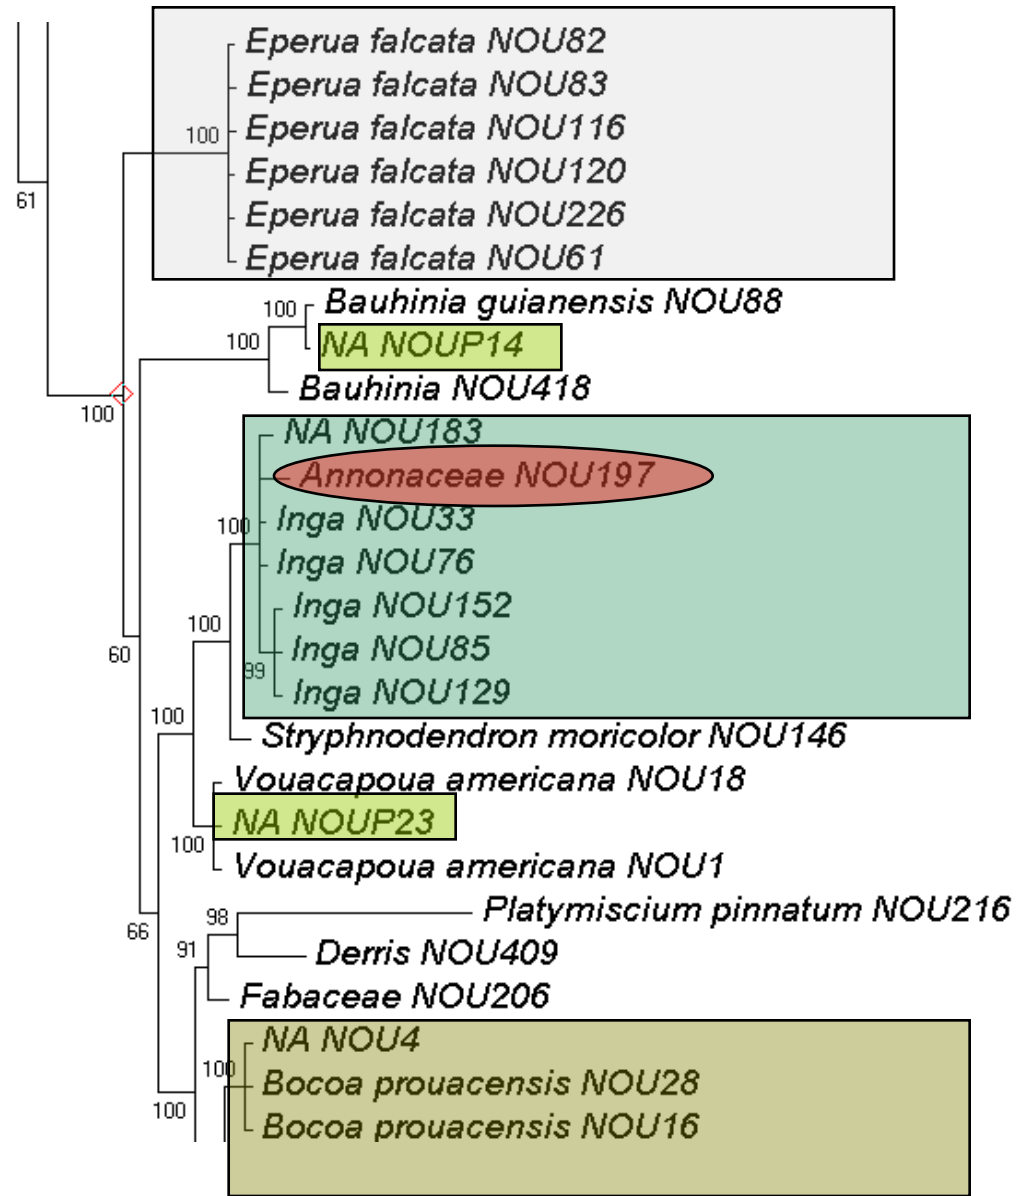 Eperua falcata NOU82
Eperua falcata NOU83
100
Eperua falcata NOU116
Eperua falcata NOU120
61
Eperua falcata NOU226
Eperua falcata NOU61
Bauhinia guianensis NOU88
100
100
NA NOUP14
Bauhinia NOU418
100
NA NOU183
Annonaceae NOU197
Inga NOU33
100
Inga NOU76
Inga NOU152
100
Inga NOU85
60
99
Inga NOU129
100
Stryphnodendron moricolor NOU146
Vouacapoua americana NOU18
NA NOUP23
100
Vouacapoua americana NOU1
Platymiscium pinnatum NOU216
98
66
91
Derris NOU409
Fabaceae NOU206
NA NOU4
100
Bocoa prouacensis NOU28
100
Bocoa prouacensis NOU16